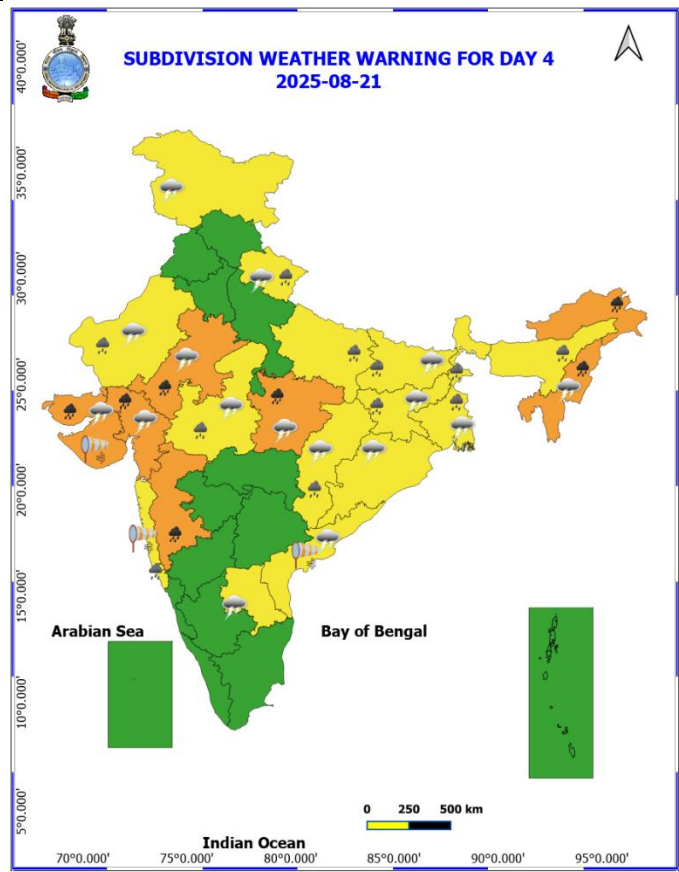 SUBDIVISION WEATHER WARNING FOR DAY 4
2025-08-21
40°0.000'
35°0.000'
30°0.000'
25°0.000'
20°0.000'
15°0.000'
10°0.000'
5°0.000'
Arabian Sea
Bay of Bengal
0 250 500 km
Indian Ocean
70°0.000' 75°0.000' 80°0.000' 85°0.000' 90°0.000' 95°0.000'